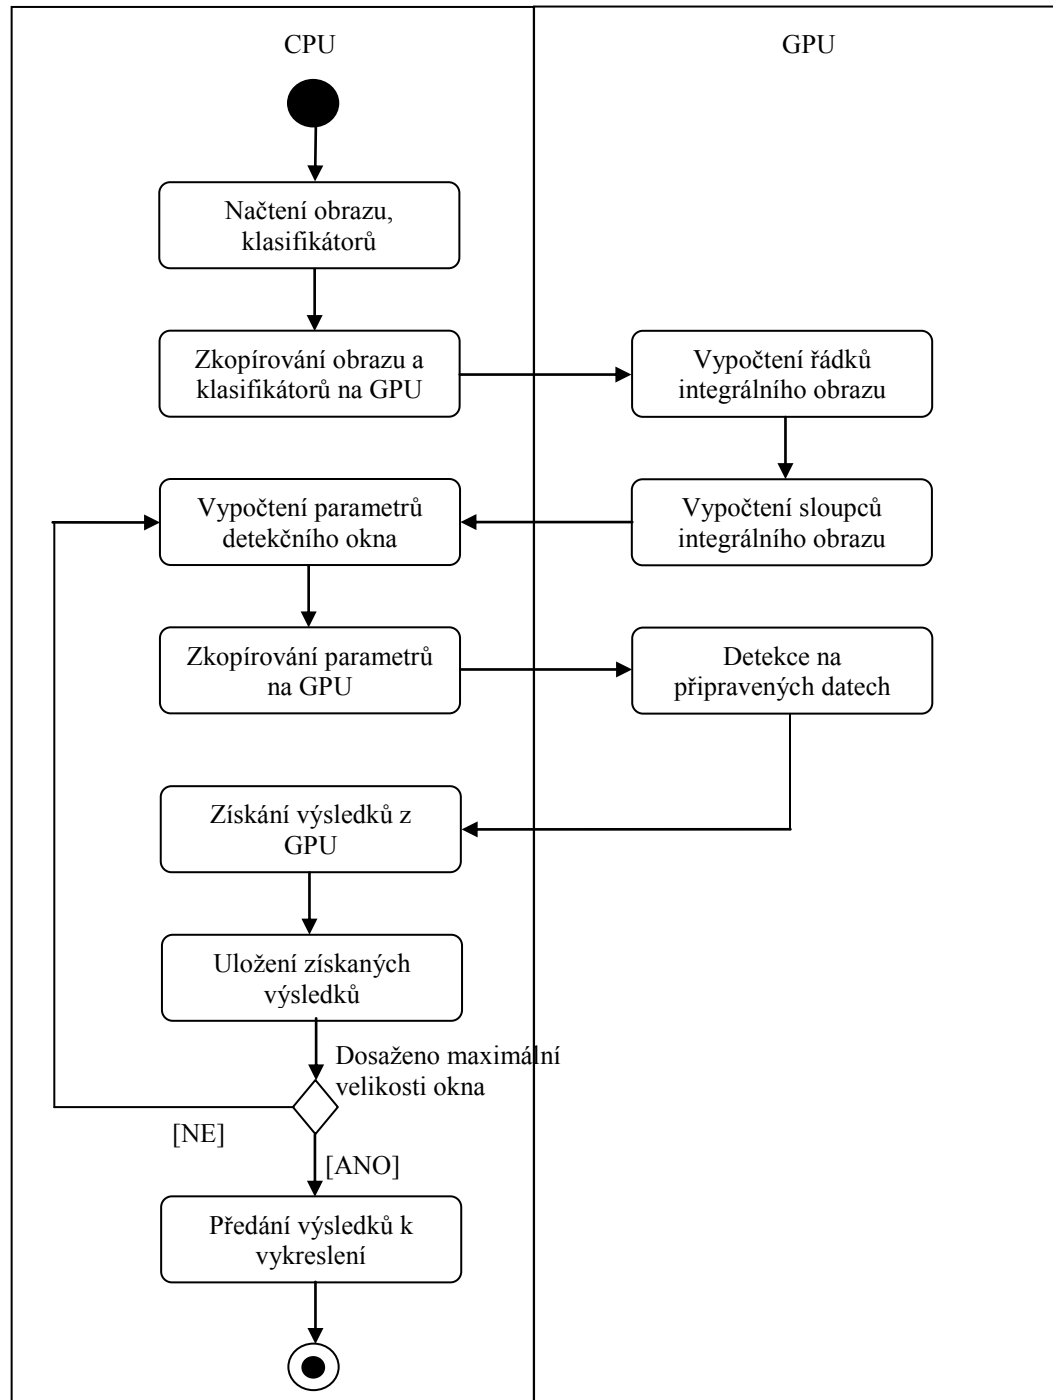 CPU
GPU
Načtení obrazu,
klasifikátorů
Zkopírování obrazu a
klasifikátorů na GPU
Vypočtení řádků
integrálního obrazu
Vypočtení parametrů
detekčního okna
Vypočtení sloupců
integrálního obrazu
Zkopírování parametrů
na GPU
Detekce na
připravených datech
Získání výsledků z
GPU
Uložení získaných
výsledků
Dosaženo maximální
velikosti okna
[NE]
[ANO]
Předání výsledků k
vykreslení